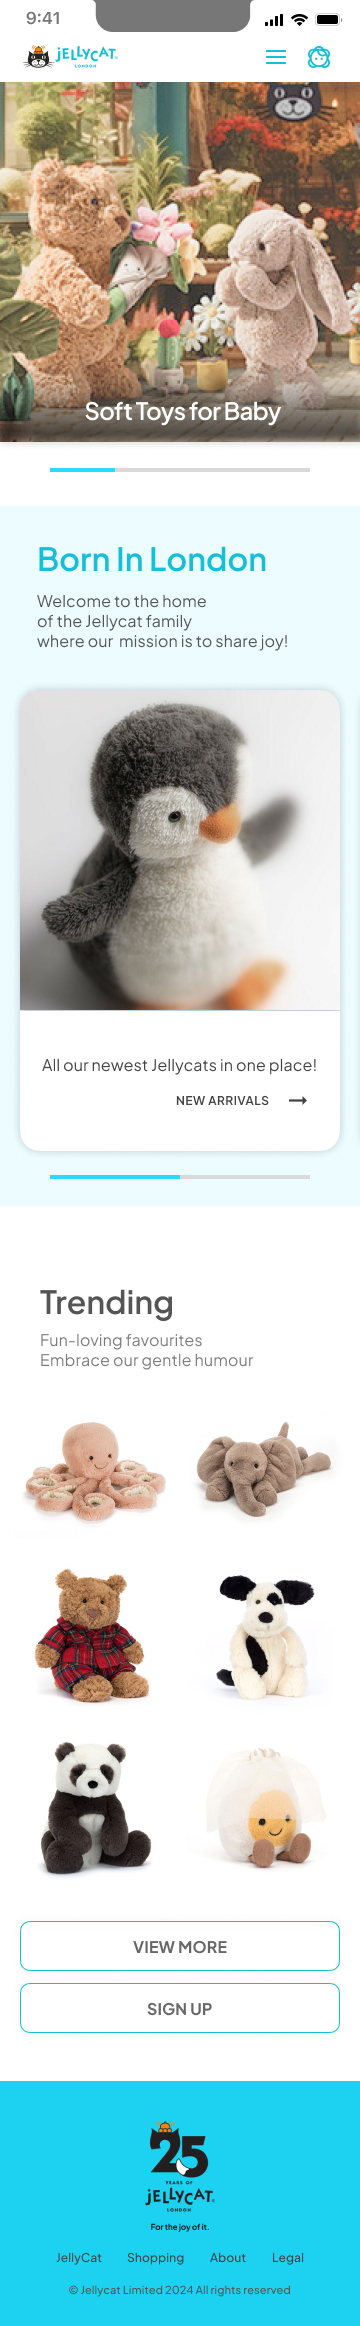 9:41
JELLYCAT
LONDON
Soft Toys for Baby
Born In London
Welcome to the home
of the Jellycat family
where our mission is to share joy!
All our newest Jellycats in one place!
NEW ARRIVALS
Trending
Fun-loving favourites
Embrace our gentle humour
VIEW MORE
SIGN UP
25
YEARS OF
JELLYCAT
LONDON
For the joy of it.
JellyCat Shopping About Legal
© Jellycat Limited 2024 All rights reserved